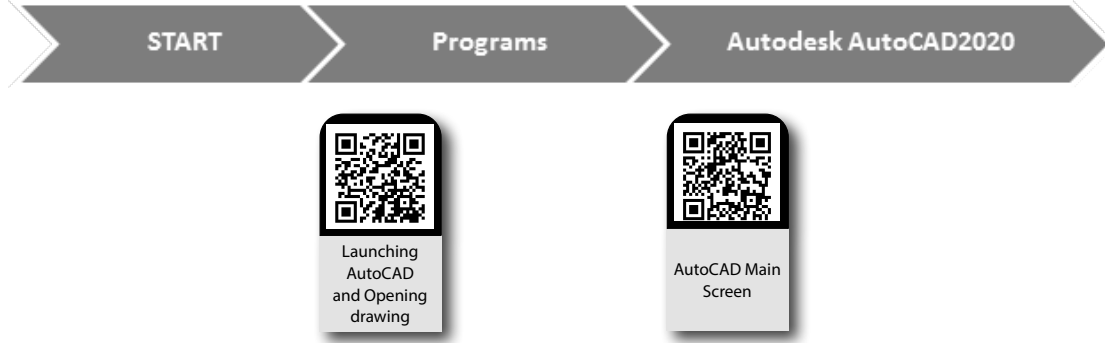 START
Programs
Autodesk AutoCAD2020
Launching
AutoCAD
and Opening
drawing
AutoCAD Main
Screen